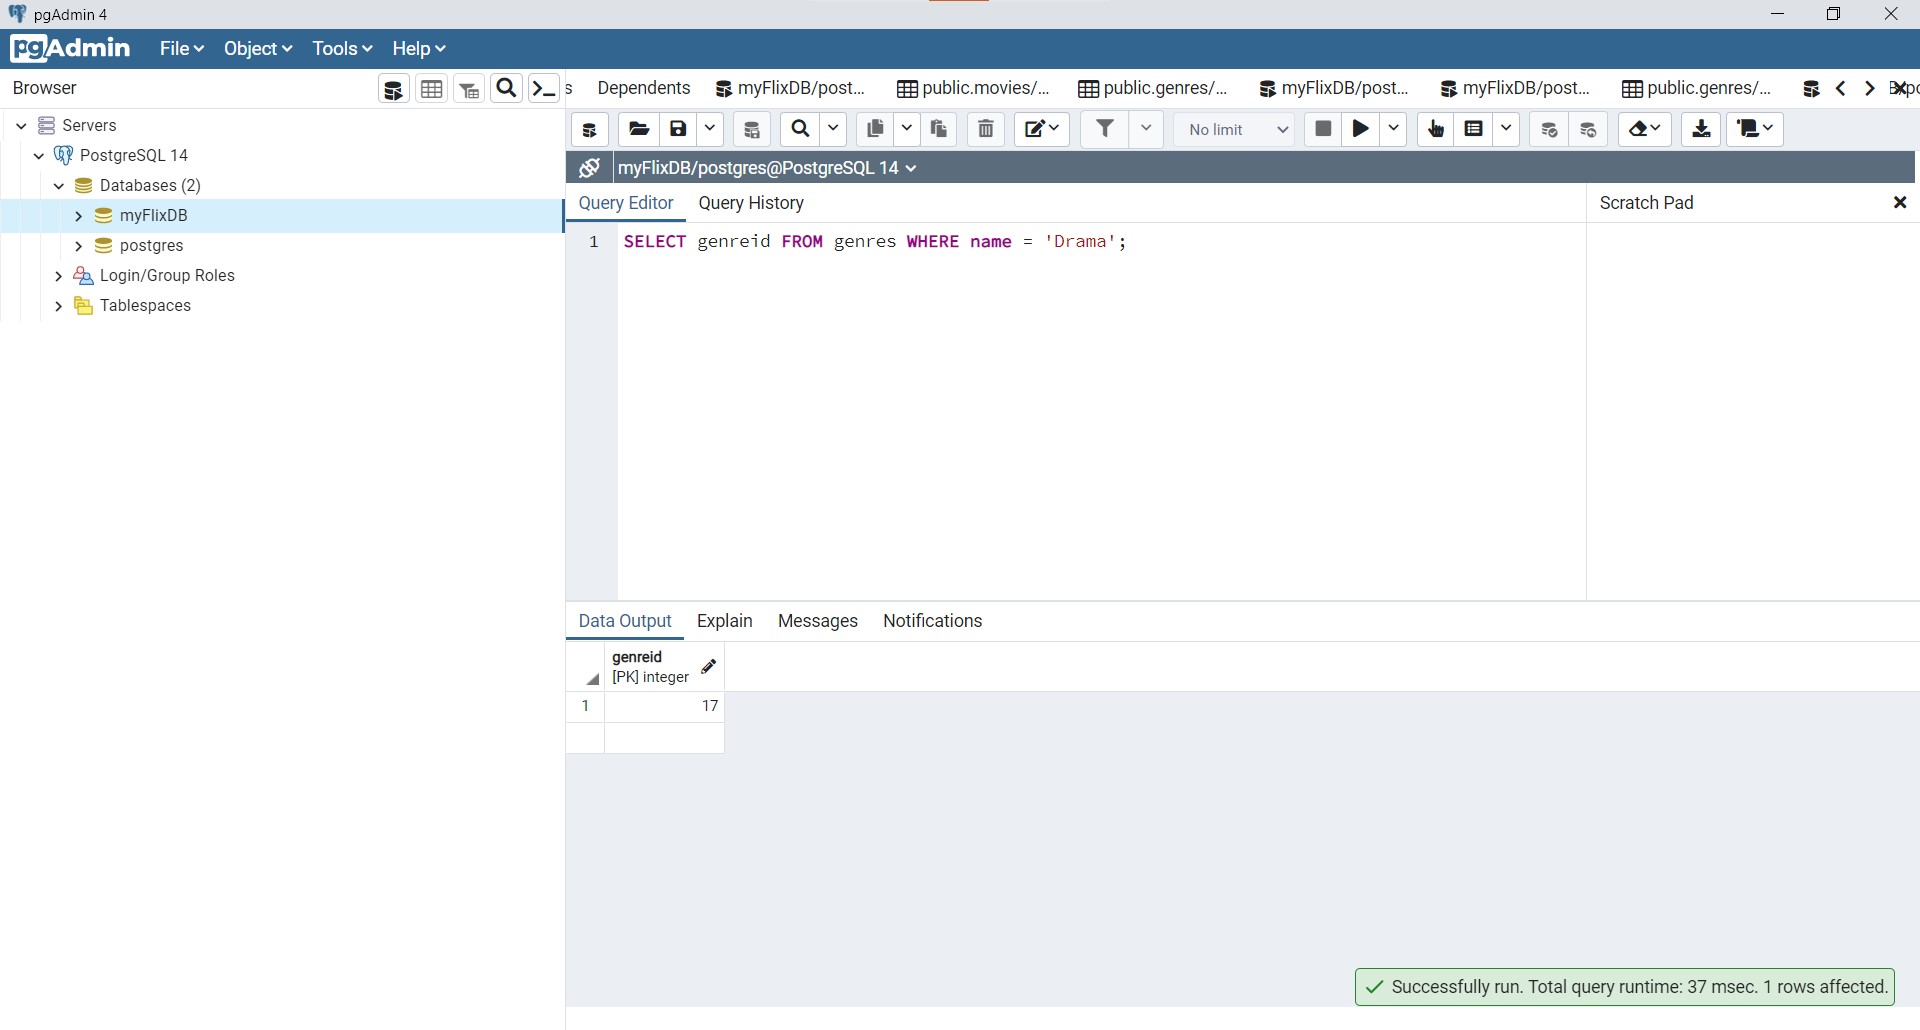 pgAdmin 4
pgAdmin File Object Tools Help
Browser
s Dependents myFlixDB/post... public.movies/... public.genres/... myFlixDB/post... myFlixDB/post... public.genres/...
Servers
PostgreSQL 14
Databases (2)
myFlixDB
postgres
Login/Group Roles
Tablespaces
No limit
myFlixDB/postgres@PostgreSQL 14
Query Editor Query History
Scratch Pad
1 SELECT genreid FROM genres WHERE name = 'Drama';
Data Output Explain Messages Notifications
genreid
[PK] integer
1 17
Successfully run. Total query runtime: 37 msec. 1 rows affected.